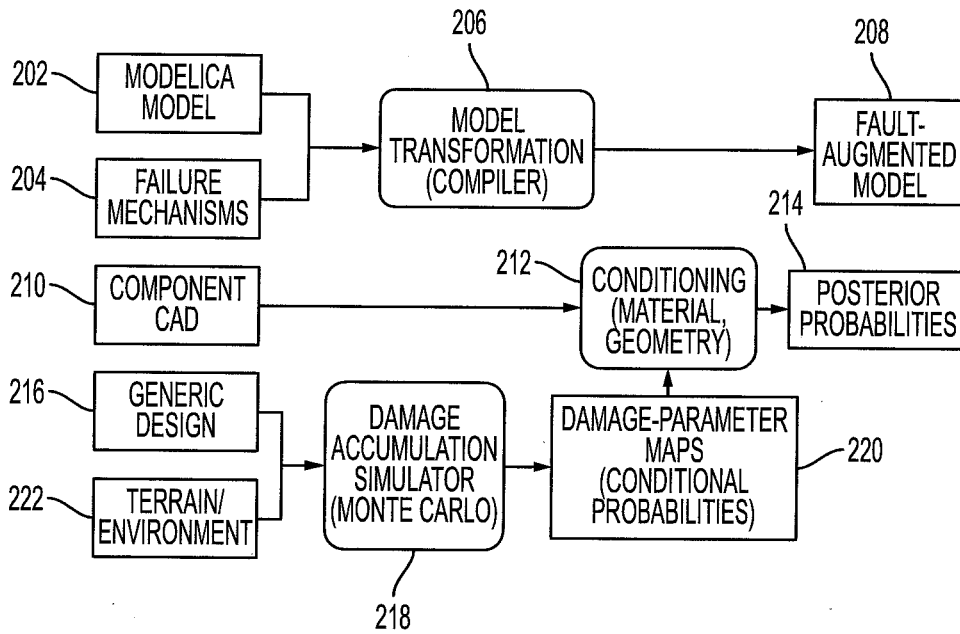 206
208
202
MODELICA
MODEL
MODEL
TRANSFORMATION
(COMPILER)
FAULT-
AUGMENTED
MODEL
204
FAILURE
MECHANISMS
214
210
COMPONENT
CAD
212
CONDITIONING
(MATERIAL,
GEOMETRY)
POSTERIOR
PROBABILITIES
216
GENERIC
DESIGN
DAMAGE
ACCUMULATION
SIMULATOR
(MONTE CARLO)
DAMAGE-PARAMETER
MAPS
(CONDITIONAL
PROBABILITIES)
220
222
TERRAIN/
ENVIRONMENT
218